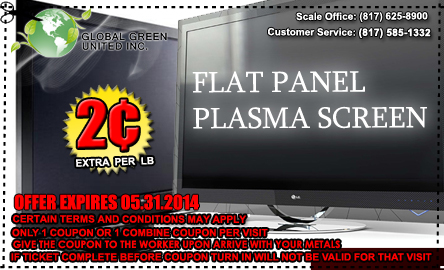 GLOBAL GREEN
UNITED INC.
Scale Office: (817) 625-8900
Customer Service: (817) 585-1332
FLAT PANEL
PLASMA SCREEN
2¢
EXTRA PER LB
LG
OFFER EXPIRES 05.31.2014
CERTAIN TERMS AND CONDITIONS MAY APPLY
ONLY 1 COUPON OR 1 COMBINE COUPON PER VISIT
GIVE THE COUPON TO THE WORKER UPON ARRIVE WITH YOUR METALS
IF TICKET COMPLETE BEFORE COUPON TURN IN WILL NOT BE VALID FOR THAT VISIT